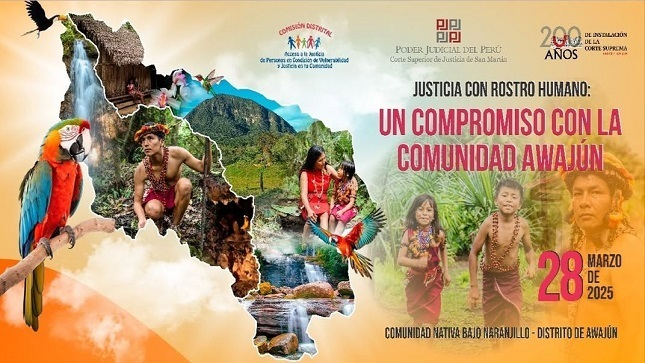 COMISIÓN DISTRITAL
Acceso a la Justicia
de Personas en Condición de Vulnerabilidad
y Justicia en tu Comunidad
PODER JUDICIAL DEL PERÚ
Corte Superior de Justicia de San Martín
200
AÑOS
DE INSTALACIÓN
DE LA
CORTE SUPREMA
JUSTICIA CON ROSTRO HUMANO:
UN COMPROMISO CON LA
COMUNIDAD AWAJÚN
28
MARZO
DE
2025
COMUNIDAD NATIVA BAJO NARANJILLO - DISTRITO DE AWAJÚN